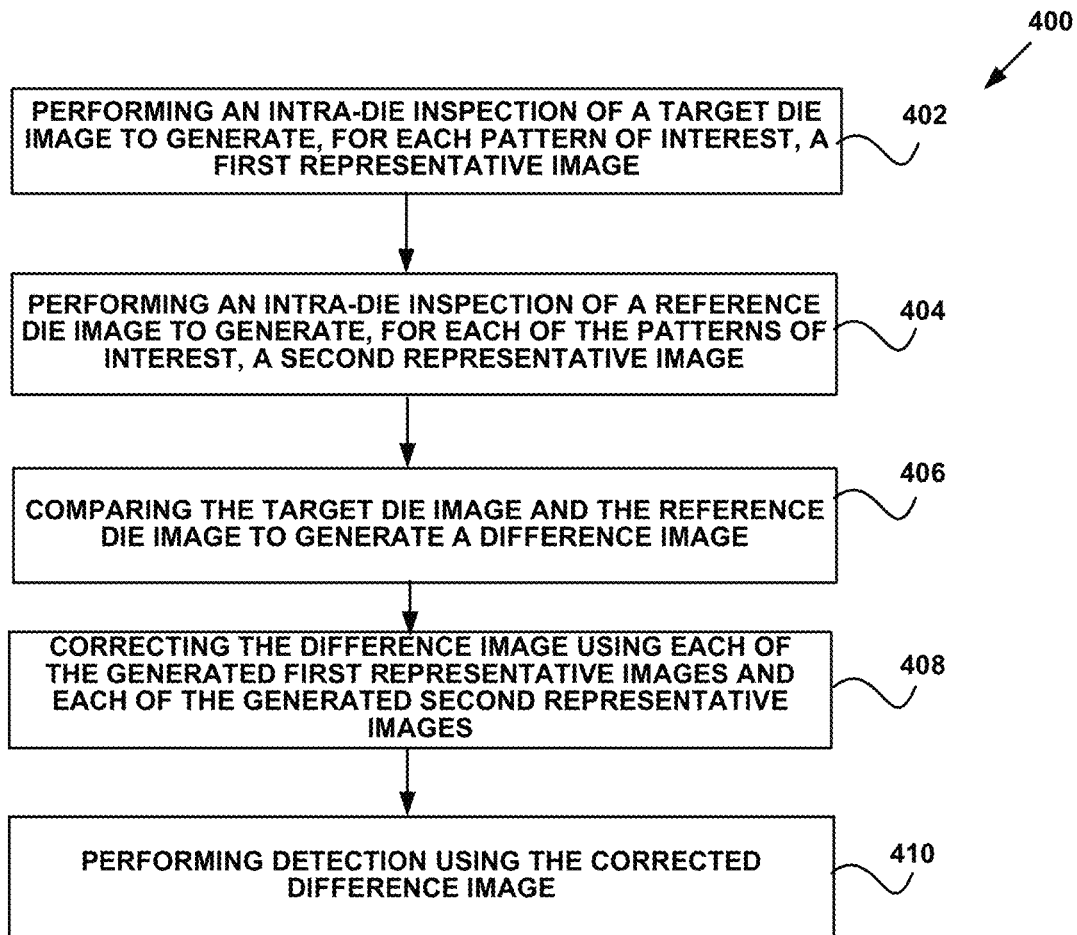 400
PERFORMING AN INTRA-DIE INSPECTION OF A TARGET DIE
IMAGE TO GENERATE, FOR EACH PATTERN OF INTEREST, A
FIRST REPRESENTATIVE IMAGE
402
PERFORMING AN INTRA-DIE INSPECTION OF A REFERENCE
DIE IMAGE TO GENERATE, FOR EACH OF THE PATTERNS OF
INTEREST, A SECOND REPRESENTATIVE IMAGE
404
COMPARING THE TARGET DIE IMAGE AND THE REFERENCE
DIE IMAGE TO GENERATE A DIFFERENCE IMAGE
406
CORRECTING THE DIFFERENCE IMAGE USING EACH OF
THE GENERATED FIRST REPRESENTATIVE IMAGES AND
EACH OF THE GENERATED SECOND REPRESENTATIVE
IMAGES
408
PERFORMING DETECTION USING THE CORRECTED
DIFFERENCE IMAGE
410